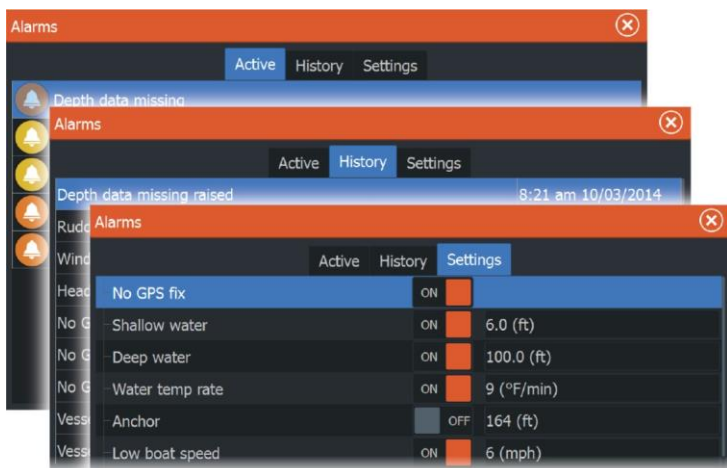 Alarms
Active History Settings
Depth data missing
Alarms
Active History Settings
Depth data missing raised 8:21 am 10/03/2014
Alarms
Active History Settings
No GPS fix ON
Shallow water ON 6.0 (ft)
Deep water ON 100.0 (ft)
Water temp rate ON 9 (°F/min)
Anchor OFF 164 (ft)
Low boat speed ON 6 (mph)